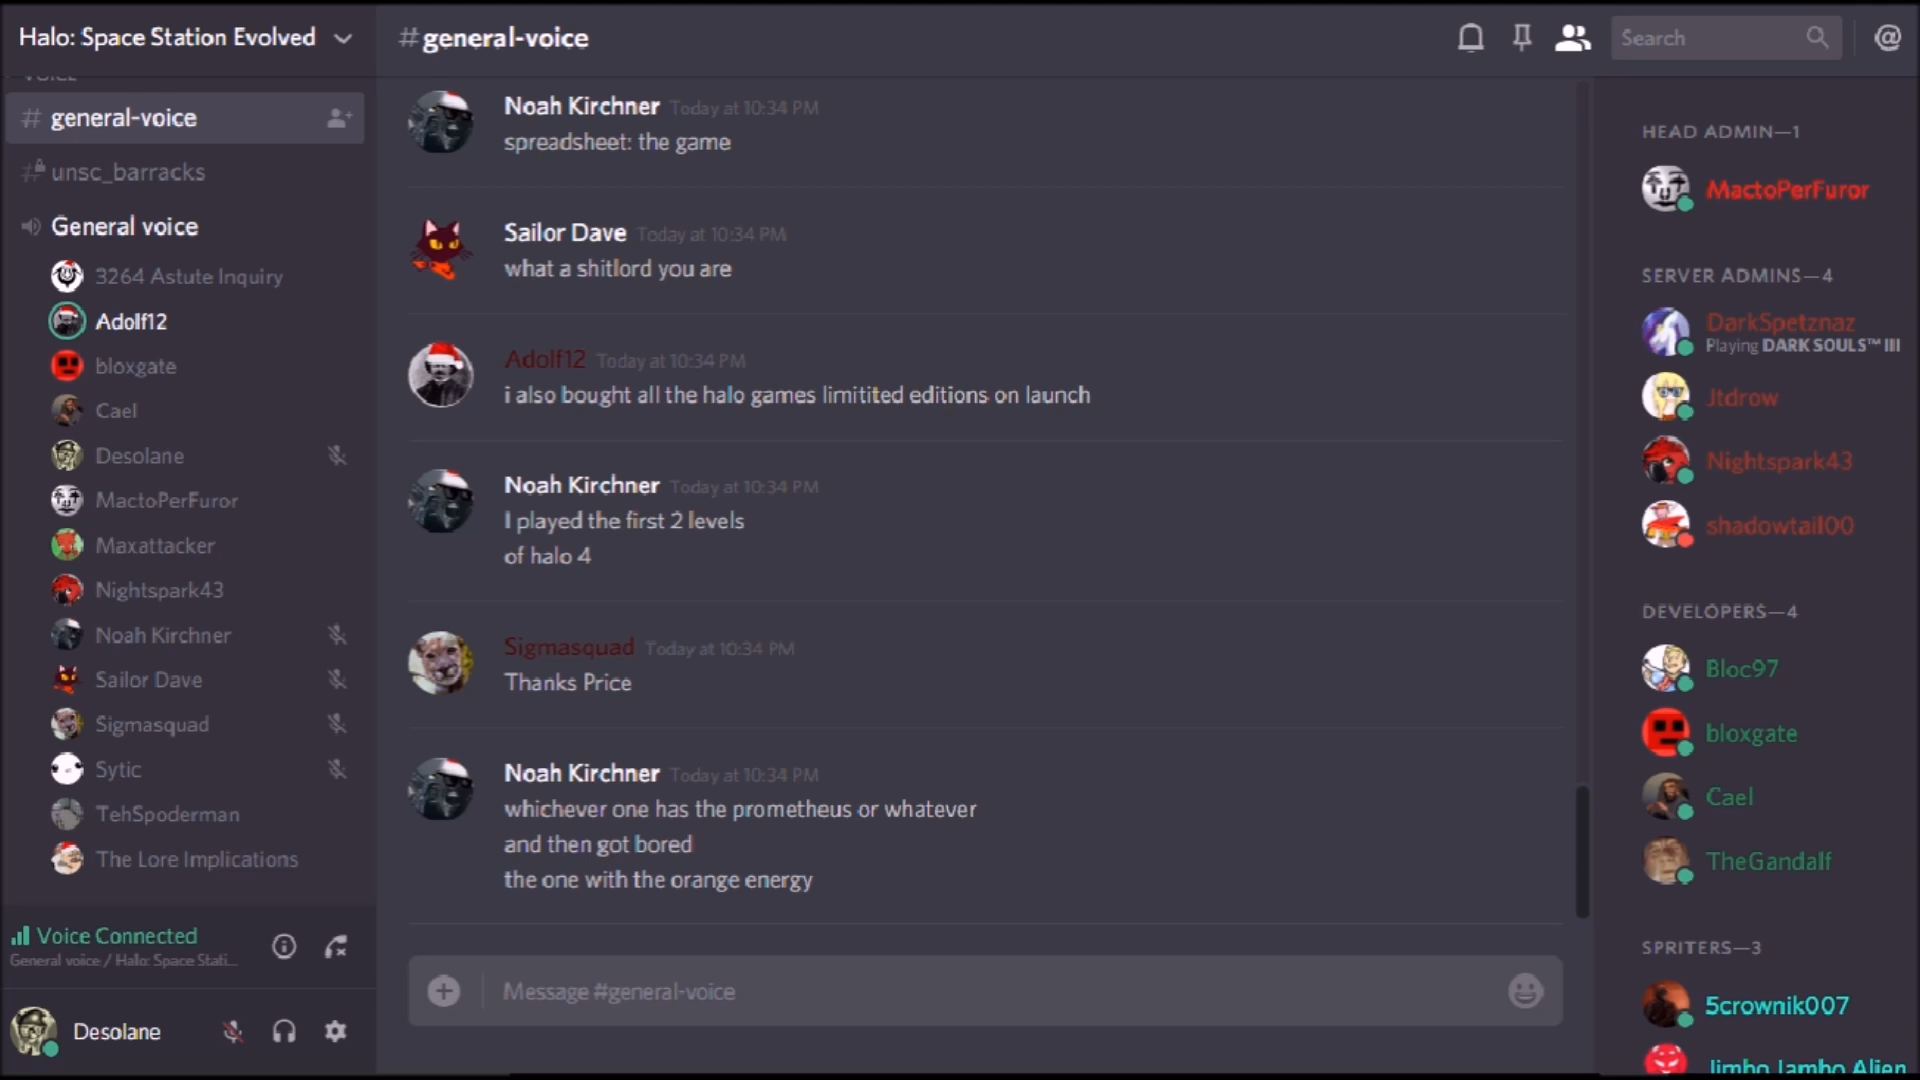 Halo: Space Station Evolved
VOICE
# general-voice
# unsc_barracks
General voice
3264 Astute Inquiry
Adolf12
bloxgate
Cael
Desolane
MactoPerFuror
Maxattacker
Nightspark43
Noah Kirchner
Sailor Dave
Sigmasquad
Sytic
TehSpoderman
The Lore Implications
Voice Connected
General voice / Halo: Space Stati...
Desolane
#general-voice
Noah Kirchner Today at 10:34 PM
spreadsheet: the game
Sailor Dave Today at 10:34 PM
what a shitlord you are
Adolf12 Today at 10:34 PM
i also bought all the halo games limitited editions on launch
Noah Kirchner Today at 10:34 PM
I played the first 2 levels
of halo 4
Sigmasquad Today at 10:34 PM
Thanks Price
Noah Kirchner Today at 10:34 PM
whichever one has the prometheus or whatever
and then got bored
the one with the orange energy
Message #general-voice
Search
@
HEAD ADMIN—1
MactoPerFuror
SERVER ADMINS—4
DarkSpetznaz
Playing DARK SOULS™ III
Jtdrow
Nightspark43
shadowtail00
DEVELOPERS—4
Bloc97
bloxgate
Cael
TheGandalf
SPRITERS—3
5crownik007
Jimbo Jambo Alien